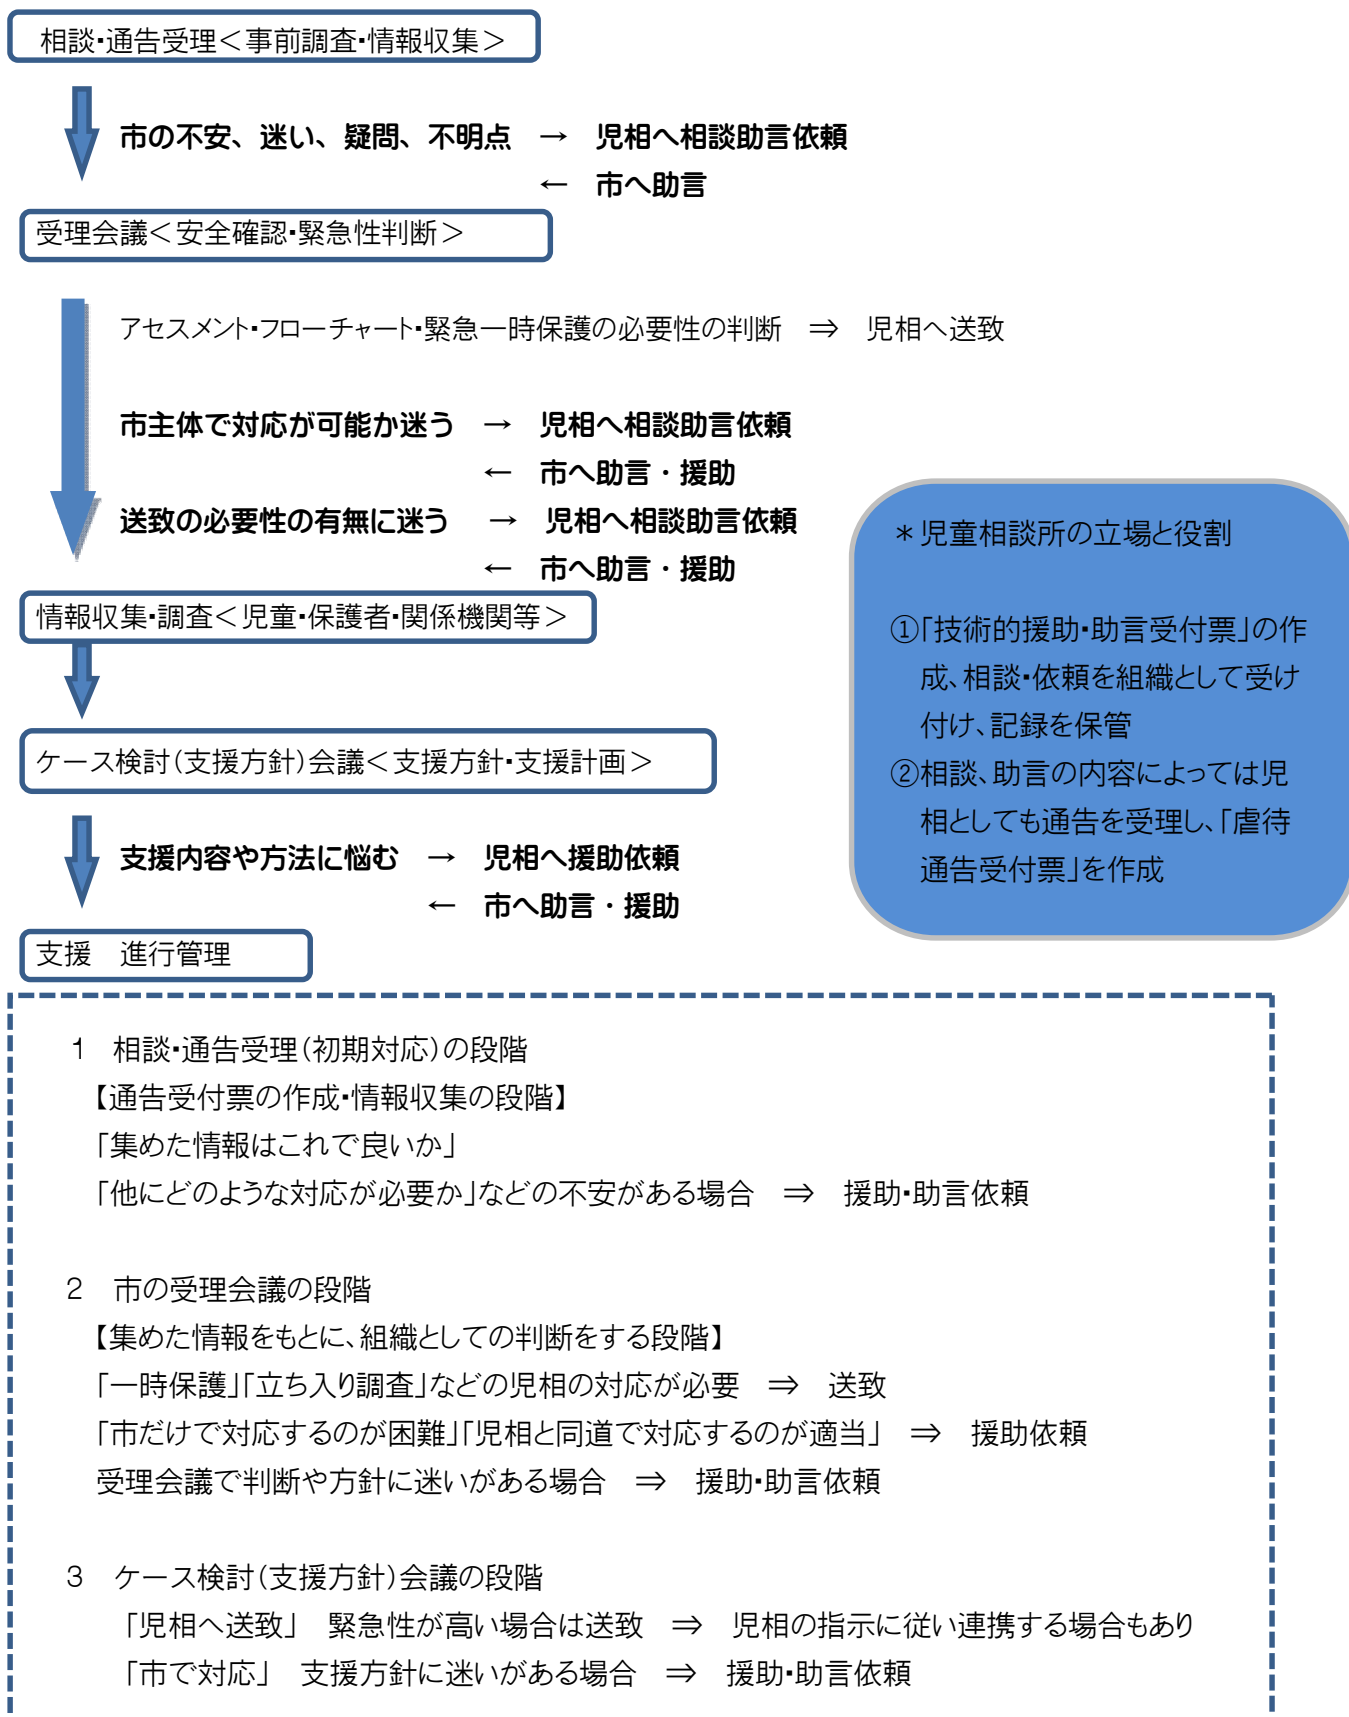 相談・通告受理＜事前調査・情報収集＞
市の不安、迷い、疑問、不明点　→　児相へ相談助言依頼
←　市へ助言
受理会議＜安全確認・緊急性判断＞
アセスメント・フローチャート・緊急一時保護の必要性の判断　⇒　児相へ送致
市主体で対応が可能か迷う　→　児相へ相談助言依頼
←　市へ助言・援助
送致の必要性の有無に迷う　→　児相へ相談助言依頼
←　市へ助言・援助
情報収集・調査＜児童・保護者・関係機関等＞
ケース検討（支援方針）会議＜支援方針・支援計画＞
支援内容や方法に悩む　→　児相へ援助依頼
←　市へ助言・援助
支援　進行管理
＊児童相談所の立場と役割
①「技術的援助・助言受付票」の作
成、相談・依頼を組織として受け
付け、記録を保管
②相談、助言の内容によっては児
相としても通告を受理し、「虐待
通告受付票」を作成
1　相談・通告受理（初期対応）の段階
【通告受付票の作成・情報収集の段階】
「集めた情報はこれで良いか」
「他にどのような対応が必要か」などの不安がある場合　⇒　援助・助言依頼
2　市の受理会議の段階
【集めた情報をもとに、組織としての判断をする段階】
「一時保護」「立ち入り調査」などの児相の対応が必要　⇒　送致
「市だけで対応するのが困難」「児相と同道で対応するのが適当」　⇒　援助依頼
受理会議で判断や方針に迷いがある場合　⇒　援助・助言依頼
3　ケース検討（支援方針）会議の段階
「児相へ送致」　緊急性が高い場合は送致　⇒　児相の指示に従い連携する場合もあり
「市で対応」　支援方針に迷いがある場合　⇒　援助・助言依頼